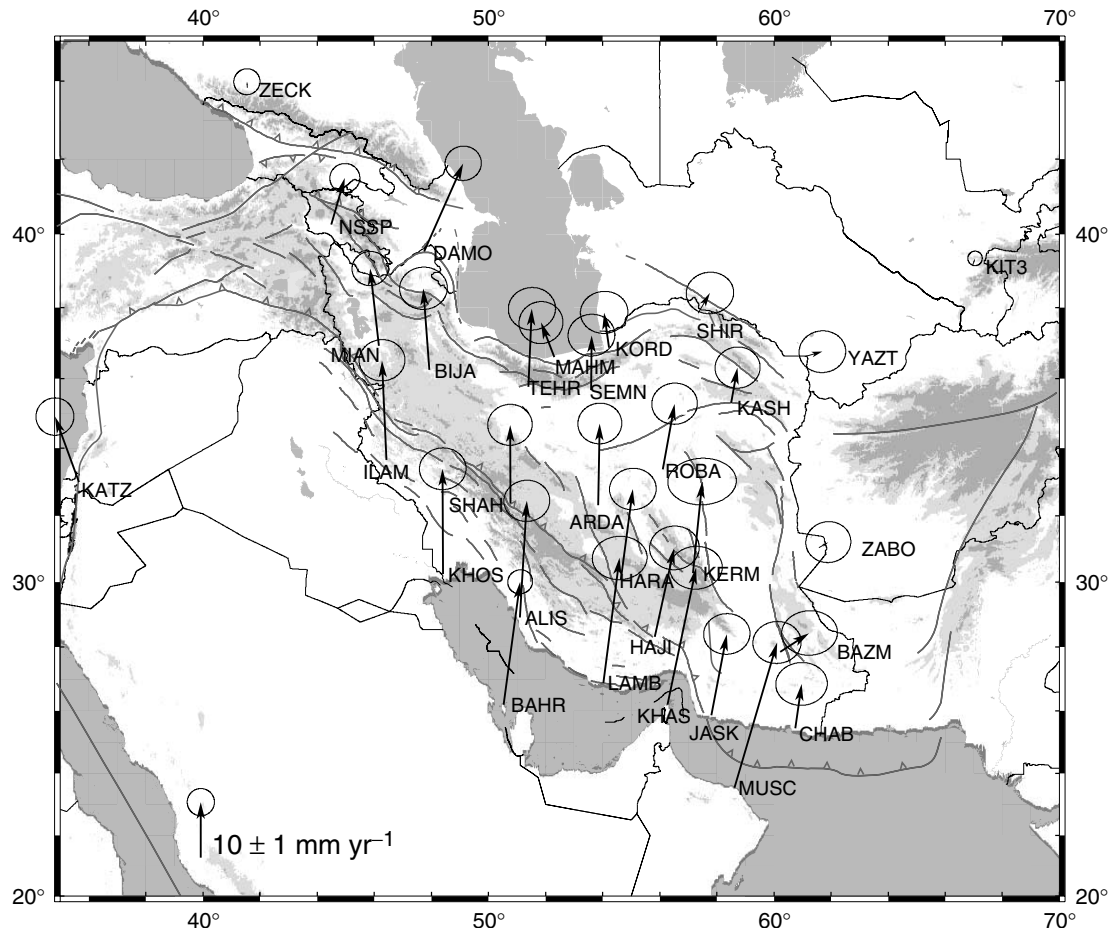 40° 50° 60° 70°
ZECK
NSSP
40° 40°
DAMO
KIT3
SHIR
MIAN
KORD
YAZT
BIJA
MAHM
TEHR
SEMN
KASH
ILAM
ROBA
KATZ
SHAH
ARDA
ZABO
30° KHOS HARA KERM 30°
ALIS
HAJI
BAZM
LAMB
BAHR
KHAS
JASK
CHAB
MUSC
10 ± 1 mm yr⁻¹
20° 20°
40° 50° 60° 70°